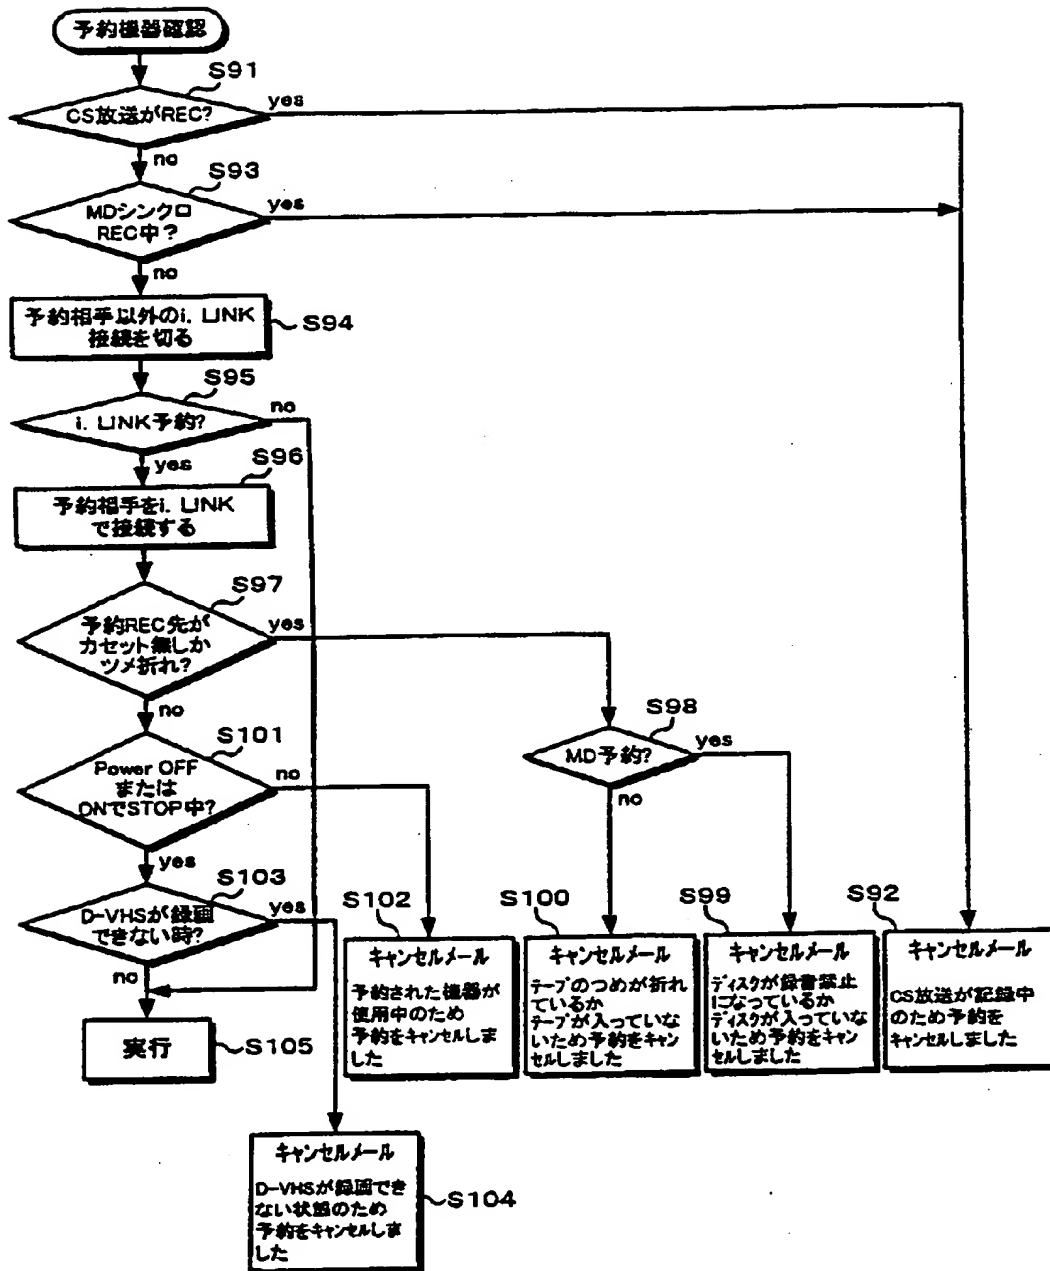 予約機器確認
S91
CS放送がREC?
yes
no
S93
MDシンクロ
REC中?
yes
no
予約相手以外のi. LINK
接続を切る
S94
S95
i. LINK予約?
no
yes
S96
予約相手をi. LINK
で接続する
S97
予約REC先が
カセット無しか
ツメ折れ?
yes
no
S98
MD予約?
yes
no
S101
Power OFF
または
ONでSTOP中?
no
yes
S103
D-VHSが録画
できない時?
yes
no
実行
S105
S102
キャンセルメール
予約された機器が
使用中のため
予約をキャンセルしま
した
S100
キャンセルメール
テープのつめが折れ
ているか
テープが入っていな
いため予約をキャン
セルしました
S99
キャンセルメール
ディスクが録音禁止
になっているか
ディスクが入っていな
いため予約をキャン
セルしました
S92
キャンセルメール
CS放送が記録中
のため予約を
キャンセルしました
キャンセルメール
D-VHSが録画でき
ない状態のため
予約をキャンセルしま
した
S104